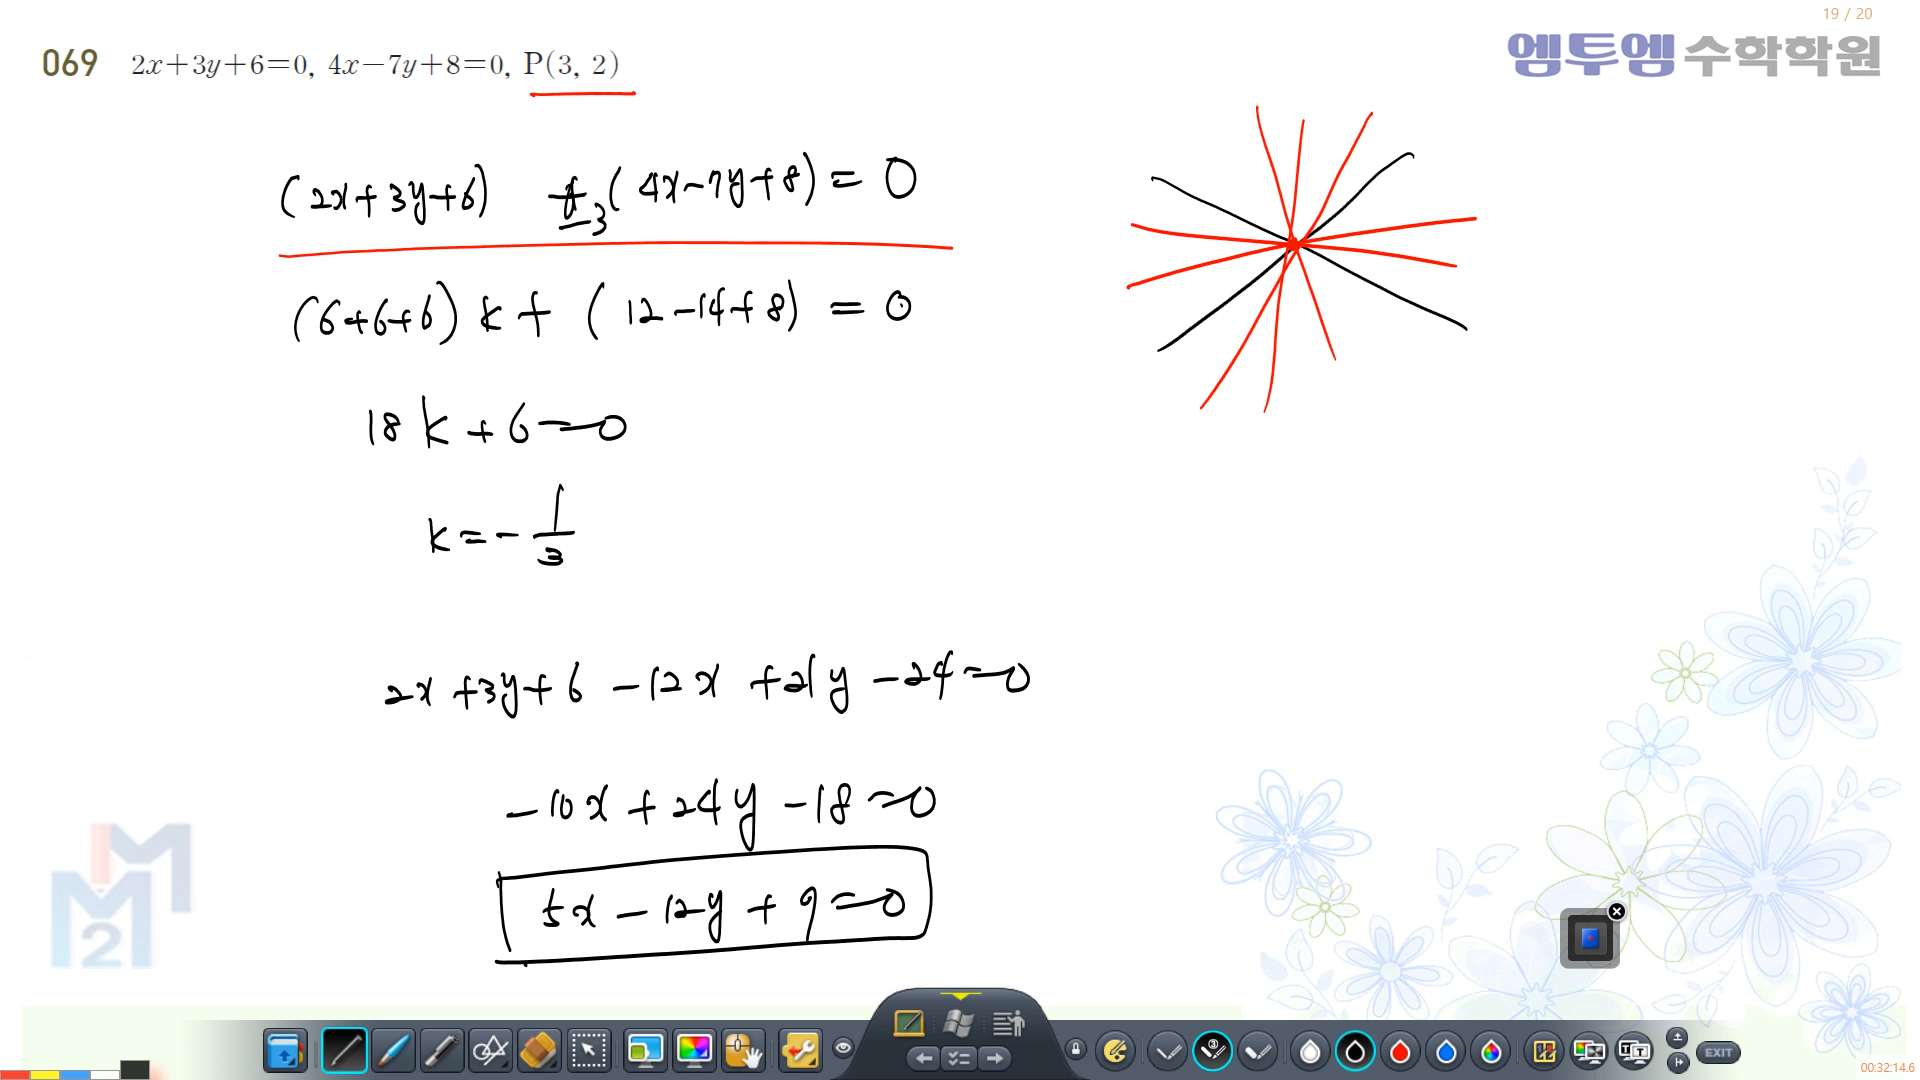 19 / 20
069 2x+3y+6=0, 4x−7y+8=0, P(3, 2)
엠투엠 수학학원
(2x+3y+6) + 3(4x−7y+8)=0
(6+6+6)k+(12−14+8)=0
18k+6=0
k=−1/3
2x+3y+6−12x+21y−24=0
−10x+24y−18=0
5x−12y+9=0
M2M
EXIT
00:32:14.6